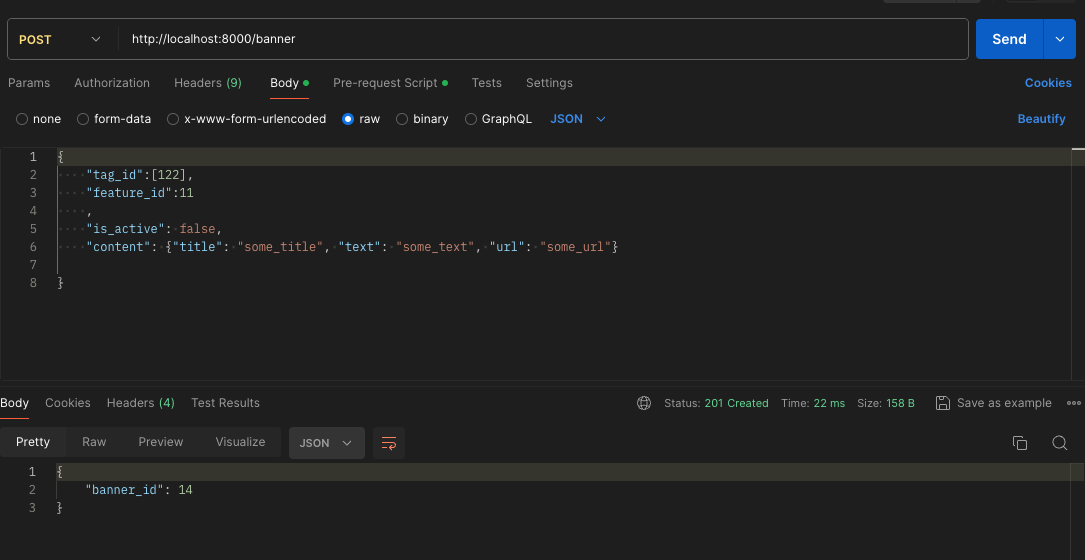 POST http://localhost:8000/banner Send
Params Authorization Headers (9) Body Pre-request Script Tests Settings Cookies
none form-data x-www-form-urlencoded raw binary GraphQL JSON Beautify
1 {
2 "tag_id":[122],
3 "feature_id":11
4 ,
5 "is_active": false,
6 "content": {"title": "some_title", "text": "some_text", "url": "some_url"}
7
8 }
Body Cookies Headers (4) Test Results Status: 201 Created Time: 22 ms Size: 158 B Save as example
Pretty Raw Preview Visualize JSON
1 {
2 "banner_id": 14
3 }